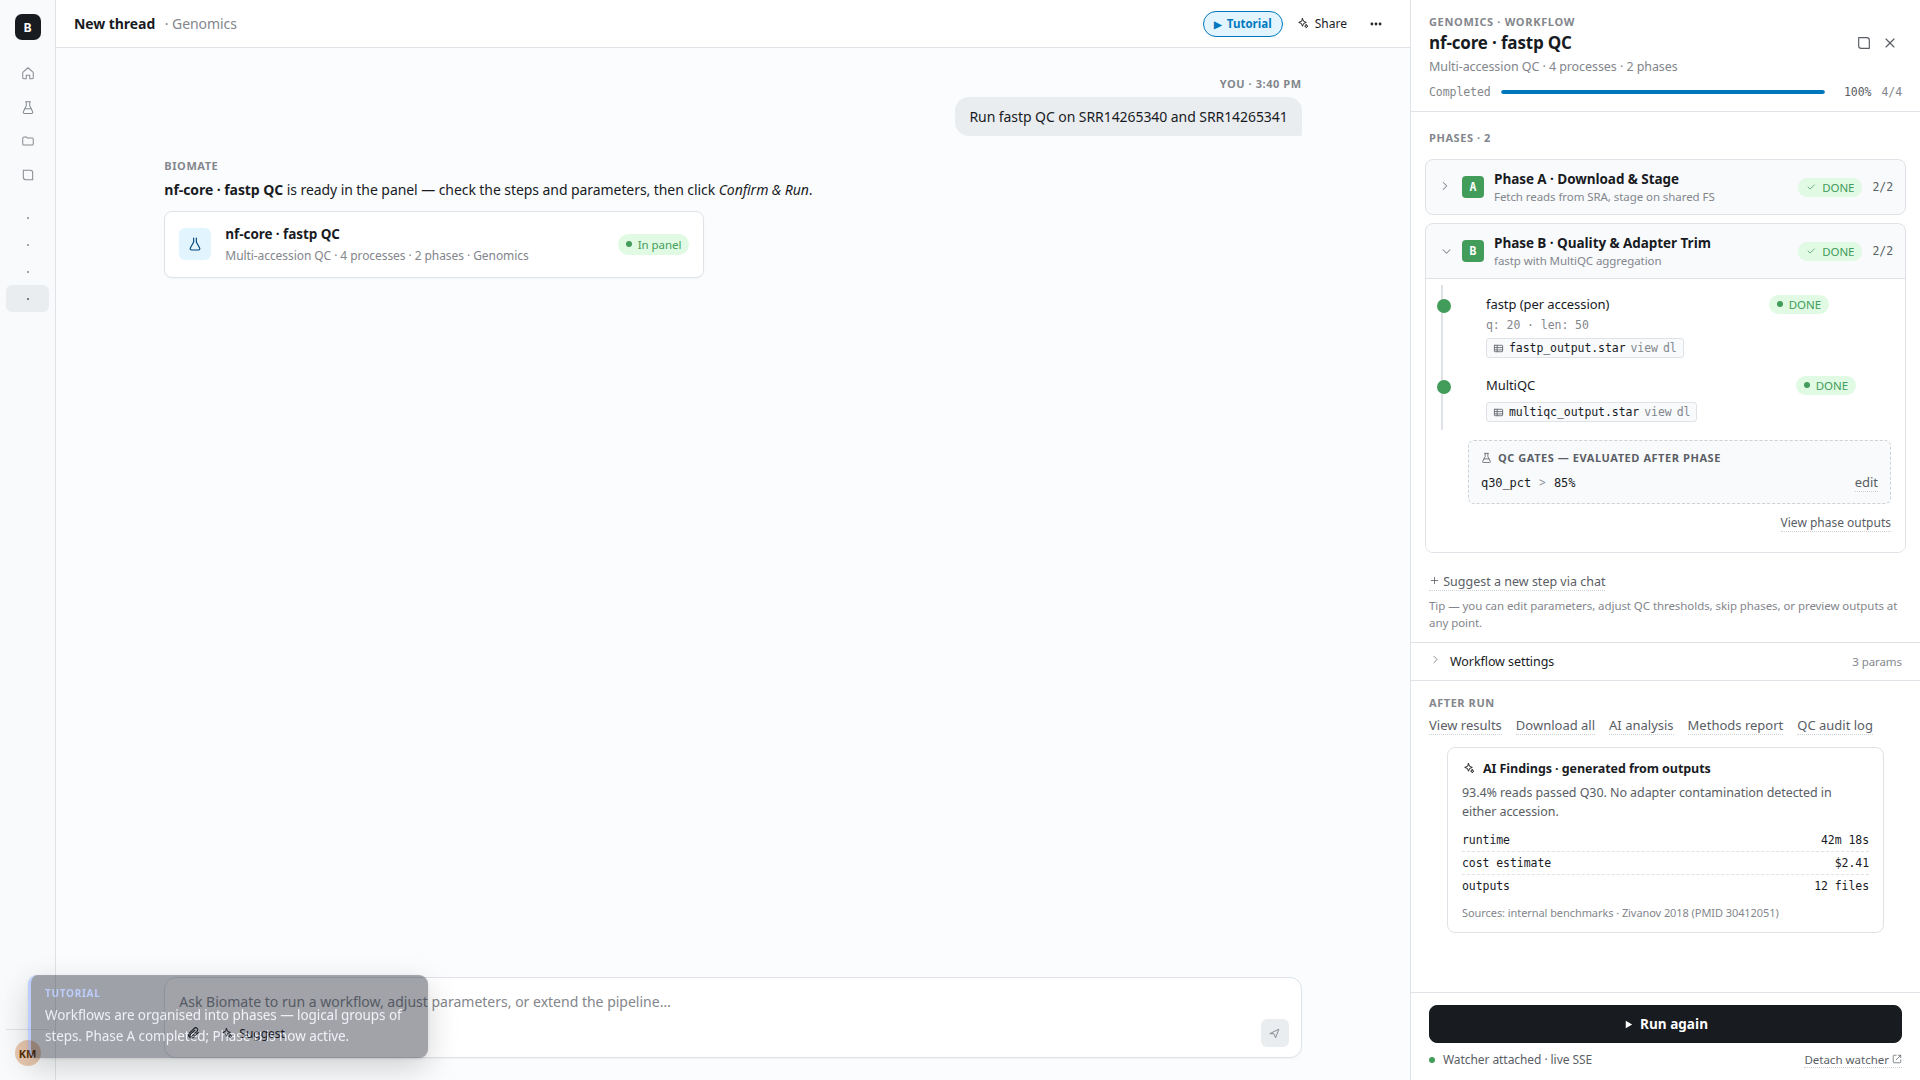 B
New thread · Genomics
▶ Tutorial
Share
YOU · 3:40 PM
Run fastp QC on SRR14265340 and SRR14265341
BIOMATE
nf-core · fastp QC is ready in the panel — check the steps and parameters, then click Confirm & Run.
nf-core · fastp QC
Multi-accession QC · 4 processes · 2 phases · Genomics
In panel
Ask Biomate to run a workflow, adjust parameters, or extend the pipeline...
Suggest
TUTORIAL
Workflows are organised into phases — logical groups of
steps. Phase A completed; Phase B is now active.
KM
GENOMICS · WORKFLOW
nf-core · fastp QC
Multi-accession QC · 4 processes · 2 phases
Completed 100% 4/4
PHASES · 2
A Phase A · Download & Stage
Fetch reads from SRA, stage on shared FS
DONE 2/2
B Phase B · Quality & Adapter Trim
fastp with MultiQC aggregation
DONE 2/2
fastp (per accession) DONE
q: 20 · len: 50
fastp_output.star view dl
MultiQC DONE
multiqc_output.star view dl
QC GATES — EVALUATED AFTER PHASE
q30_pct > 85% edit
View phase outputs
+ Suggest a new step via chat
Tip — you can edit parameters, adjust QC thresholds, skip phases, or preview outputs at
any point.
Workflow settings 3 params
AFTER RUN
View results Download all AI analysis Methods report QC audit log
AI Findings · generated from outputs
93.4% reads passed Q30. No adapter contamination detected in
either accession.
runtime 42m 18s
cost estimate $2.41
outputs 12 files
Sources: internal benchmarks · Zivanov 2018 (PMID 30412051)
Run again
Watcher attached · live SSE Detach watcher